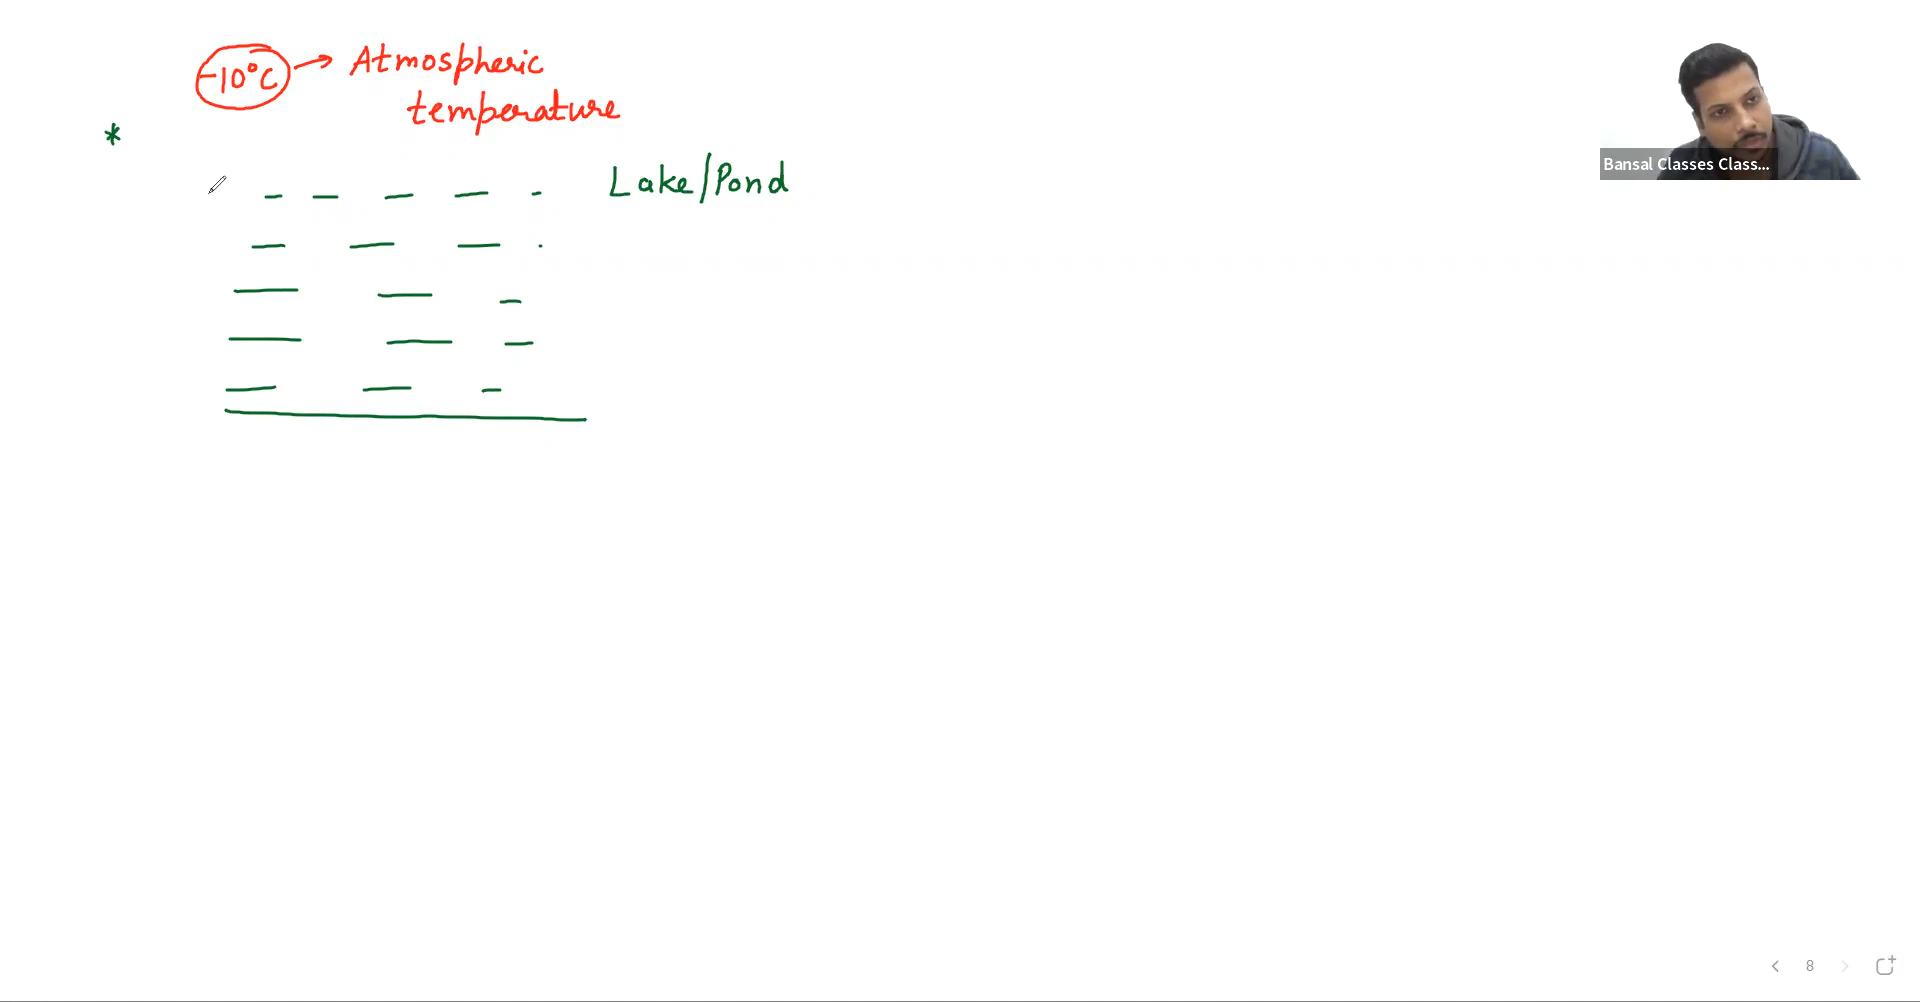 -10°C → Atmospheric
temperature
*
Lake/Pond
Bansal Classes Class...
8